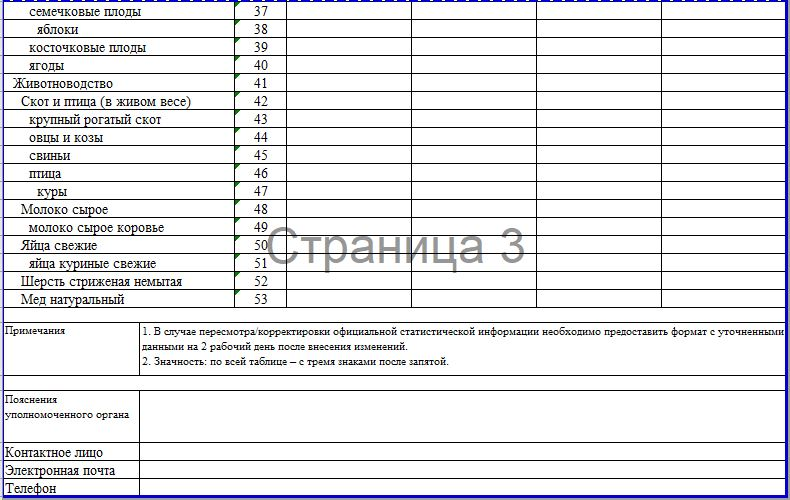 семечковые плоды 37
яблоки 38
косточковые плоды 39
ягоды 40
Животноводство 41
Скот и птица (в живом весе) 42
крупный рогатый скот 43
овцы и козы 44
свиньи 45
птица 46
куры 47
Молоко сырое 48
молоко сырое коровье 49
Яйца свежие 50
Страница 3
яйца куриные свежие 51
Шерсть стриженая немытая 52
Мед натуральный 53
Примечания
1. В случае пересмотра/корректировки официальной статистической информации необходимо предоставить формат с уточненными
данными на 2 рабочий день после внесения изменений.
2. Значность: по всей таблице – с тремя знаками после запятой.
Пояснения
уполномоченного органа
Контактное лицо
Электронная почта
Телефон